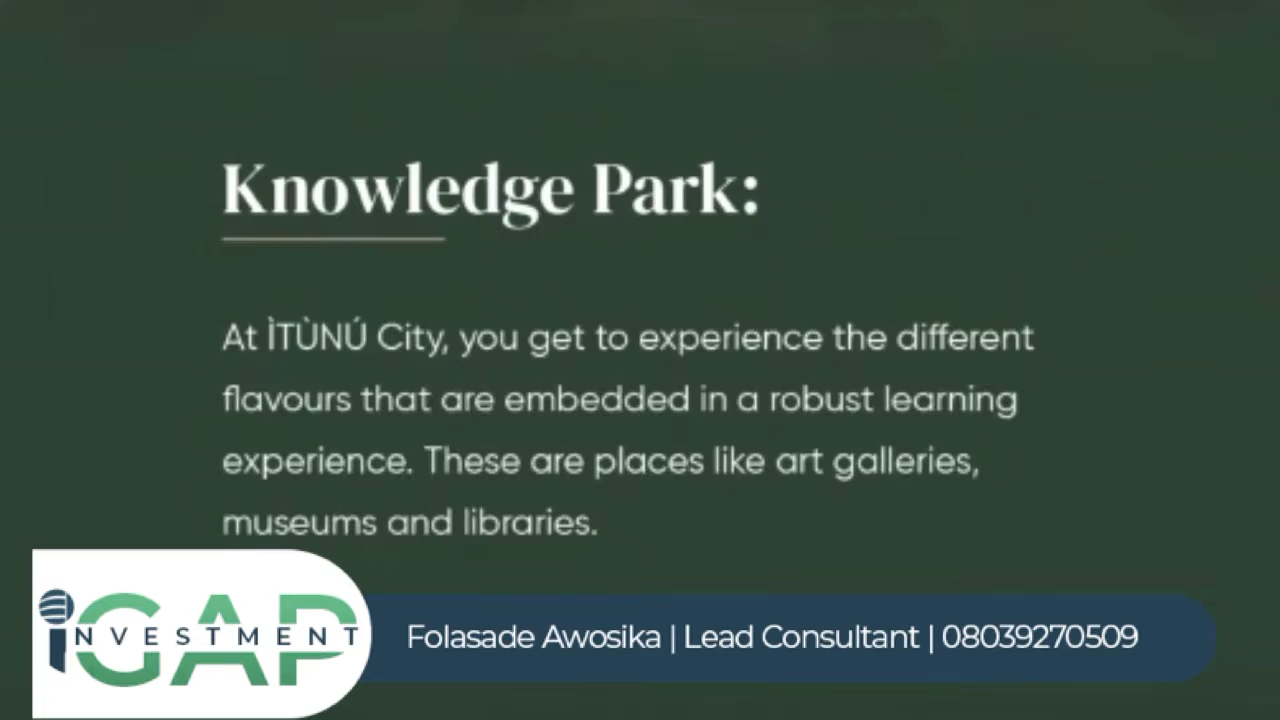 Knowledge Park:
At ÌTÙNÚ City, you get to experience the different
flavours that are embedded in a robust learning
experience. These are places like art galleries,
museums and libraries.
iGAP
INVESTMENT
Folasade Awosika | Lead Consultant | 08039270509